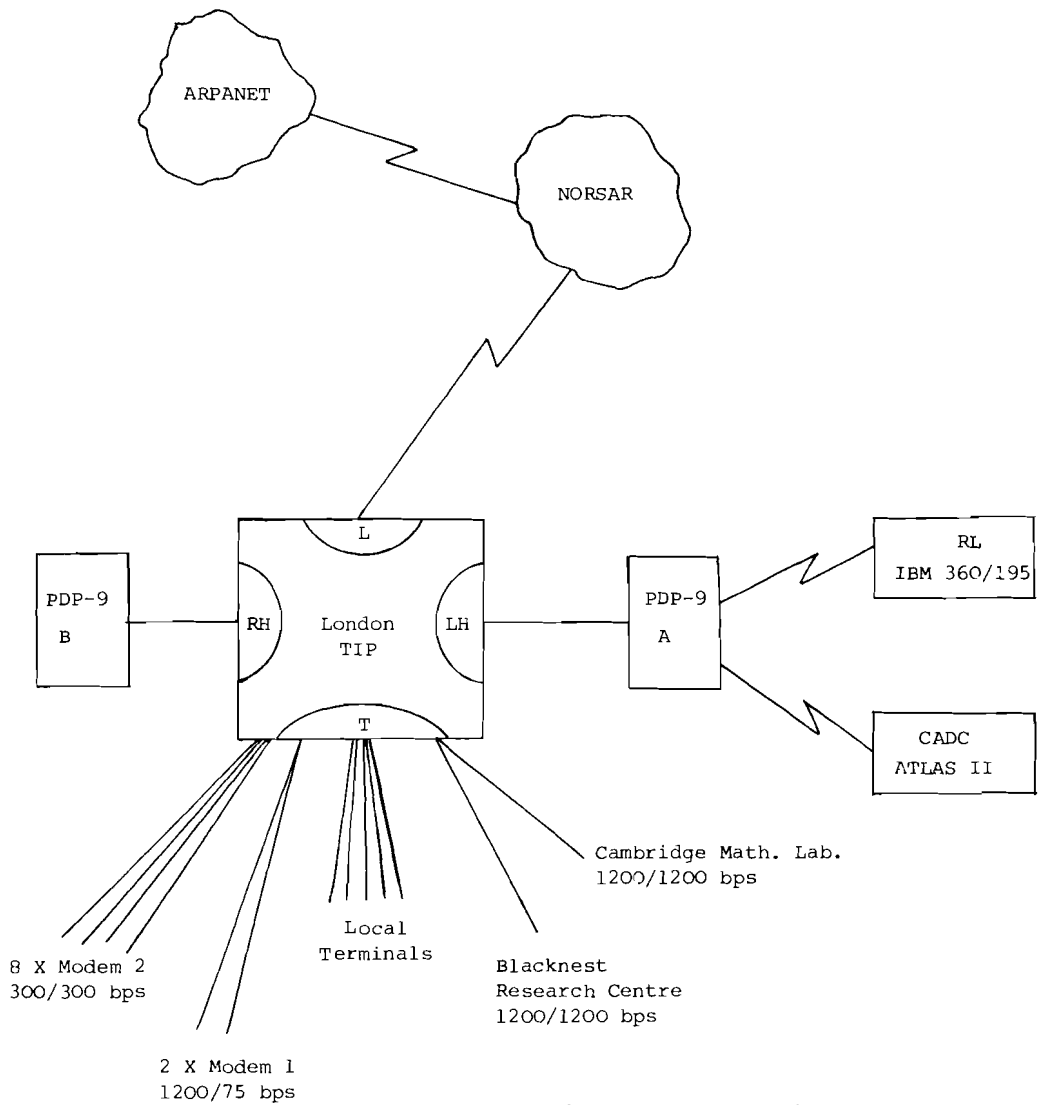 ARPANET
NORSAR
L
RL
IBM 360/195
PDP-9
B
RH
London
TIP
LH
PDP-9
A
T
CADC
ATLAS II
Cambridge Math. Lab.
1200/1200 bps
Local
Terminals
8 X Modem 2
300/300 bps
Blacknest
Research Centre
1200/1200 bps
2 X Modem 1
1200/75 bps